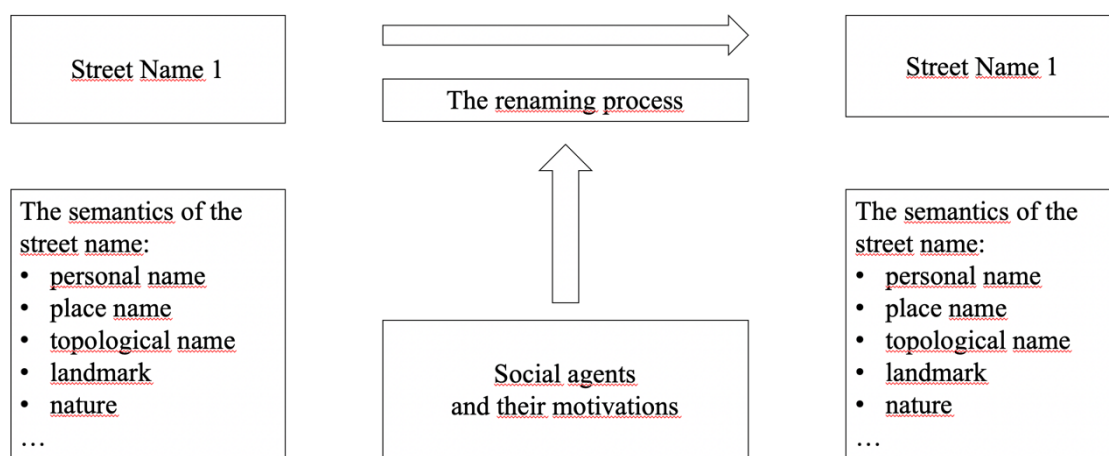 Street Name 1
The renaming process
Street Name 1
The semantics of the
street name:
• personal name
• place name
• topological name
• landmark
• nature
…
Social agents
and their motivations
The semantics of the
street name:
• personal name
• place name
• topological name
• landmark
• nature
…